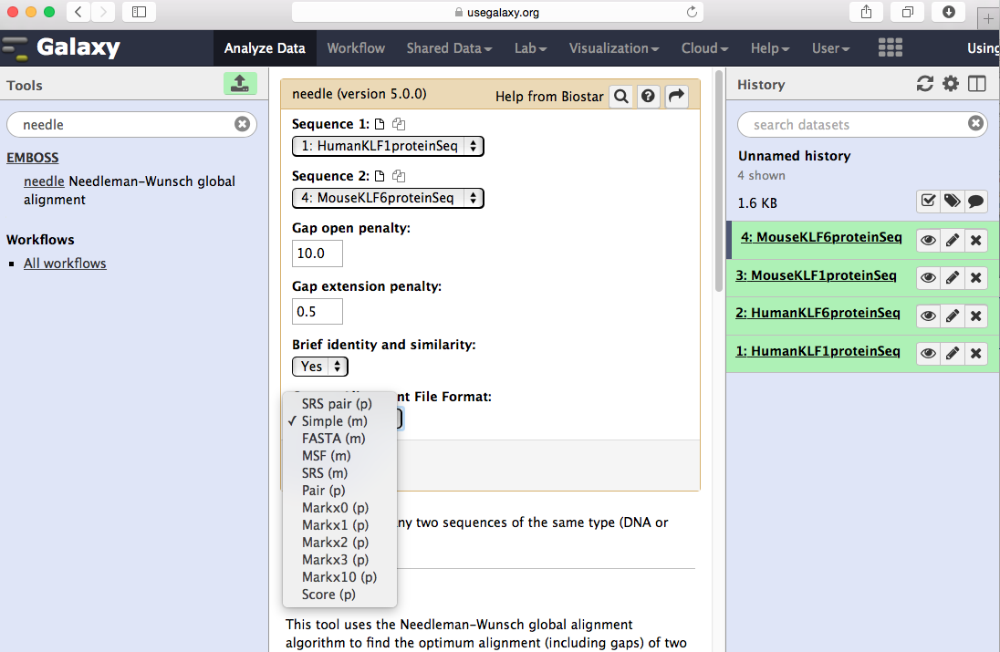 usegalaxy.org
Galaxy
Analyze Data
Workflow
Shared Data
Lab
Visualization
Cloud
Help
User
Using
Tools
needle
EMBOSS
needle Needleman-Wunsch global
alignment
Workflows
All workflows
needle (version 5.0.0)
Help from Biostar
Sequence 1:
1: HumanKLF1proteinSeq
Sequence 2:
4: MouseKLF6proteinSeq
Gap open penalty:
10.0
Gap extension penalty:
0.5
Brief identity and similarity:
Yes
nt File Format:
SRS pair (p)
✓ Simple (m)
FASTA (m)
MSF (m)
SRS (m)
Pair (p)
Markx0 (p)
Markx1 (p)
Markx2 (p)
Markx3 (p)
Markx10 (p)
Score (p)
ny two sequences of the same type (DNA or
This tool uses the Needleman-Wunsch global alignment
algorithm to find the optimum alignment (including gaps) of two
History
search datasets
Unnamed history
4 shown
1.6 KB
4: MouseKLF6proteinSeq
3: MouseKLF1proteinSeq
2: HumanKLF6proteinSeq
1: HumanKLF1proteinSeq